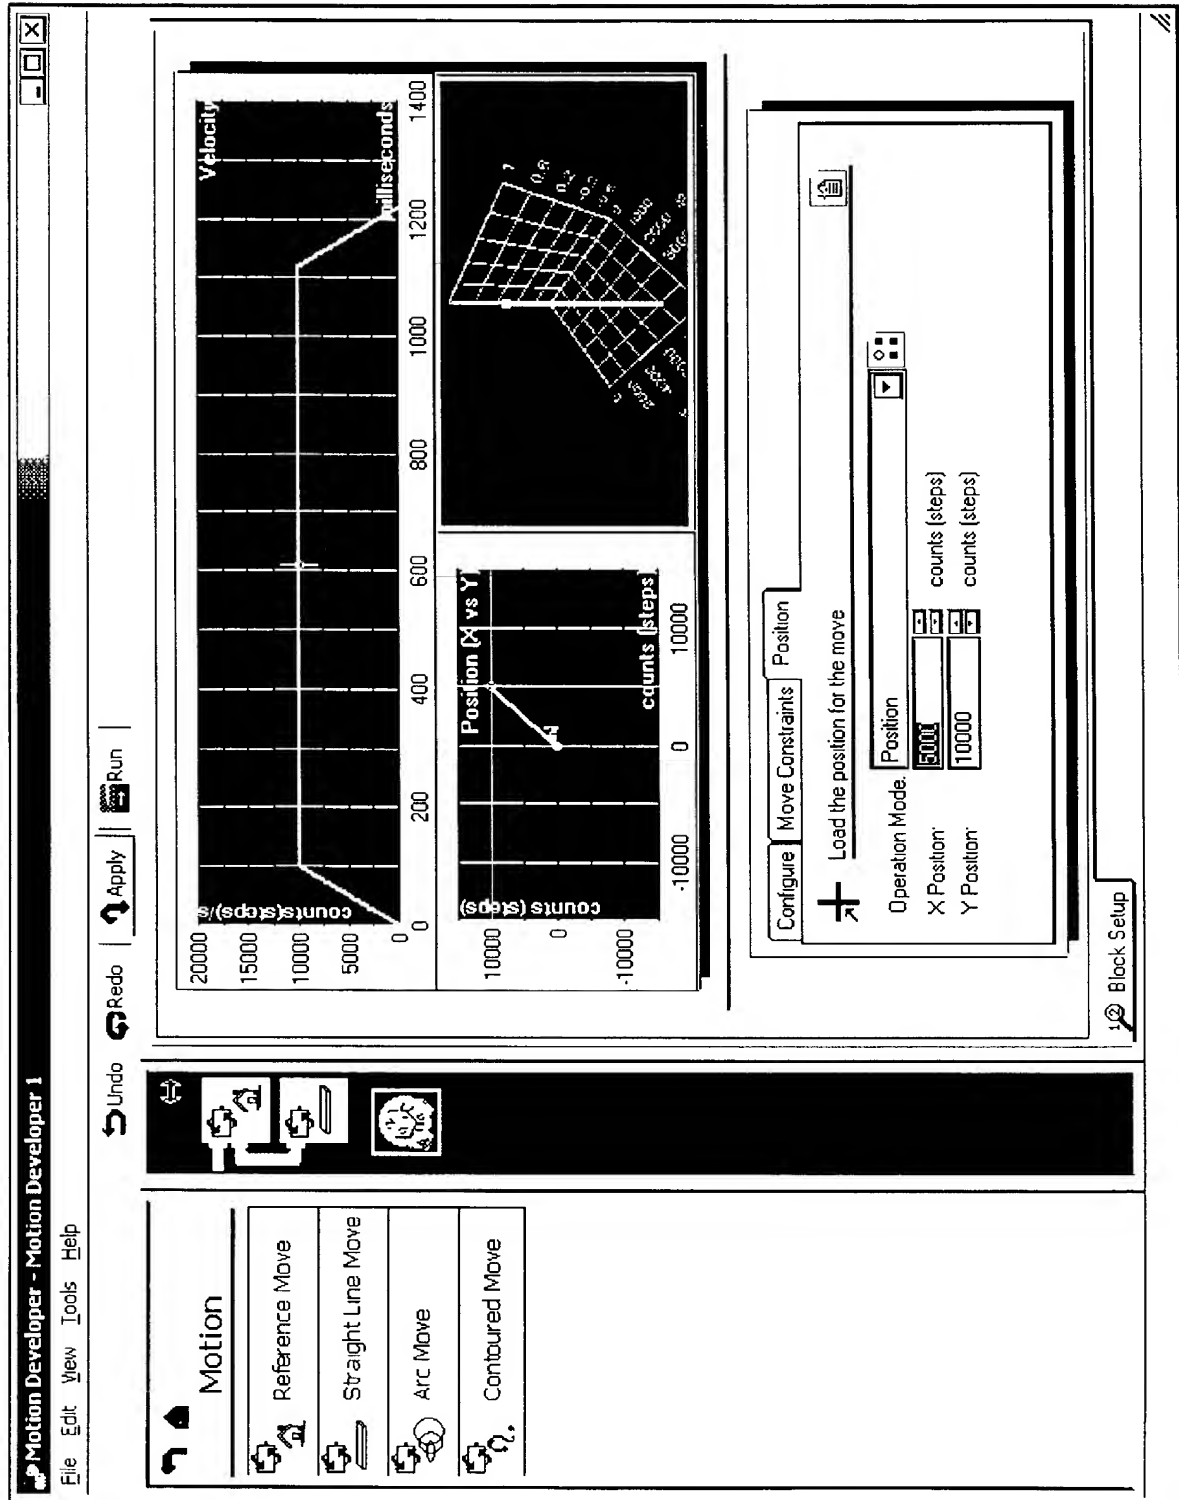 Motion Developer - Motion Developer 1
File Edit View Tools Help
Undo Redo Apply Run
Motion
Reference Move
Straight Line Move
Arc Move
Contoured Move
Velocity
counts(steps)/s
20000
15000
10000
5000
0
0 200 400 600 800 1000 1200 1400
milliseconds
Position (X vs Y)
counts (steps)
10000
0
-10000
-10000 0 10000
counts (steps)
Configure Move Constraints Position
Load the position for the move
Operation Mode: Position
X Position: 5000 counts (steps)
Y Position: 10000 counts (steps)
Block Setup